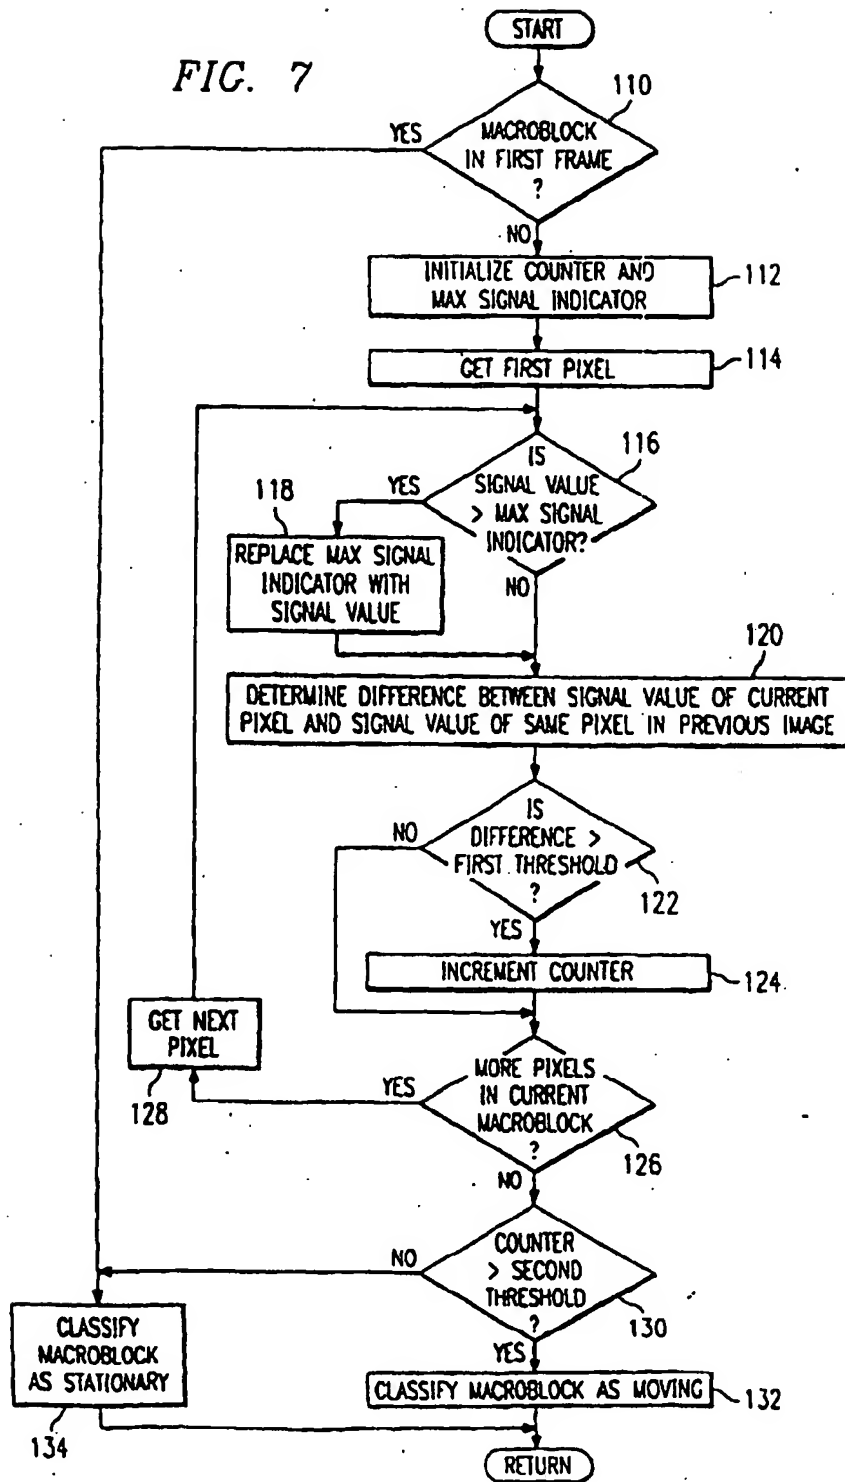 START
FIG. 7
110
YES
MACROBLOCK
IN FIRST FRAME
?
NO
INITIALIZE COUNTER AND
MAX SIGNAL INDICATOR
112
GET FIRST PIXEL
114
116
IS
SIGNAL VALUE
> MAX SIGNAL
INDICATOR?
YES
118
REPLACE MAX SIGNAL
INDICATOR WITH
SIGNAL VALUE
NO
120
DETERMINE DIFFERENCE BETWEEN SIGNAL VALUE OF CURRENT
PIXEL AND SIGNAL VALUE OF SAME PIXEL IN PREVIOUS IMAGE
IS
DIFFERENCE >
FIRST THRESHOLD
?
NO
122
YES
INCREMENT COUNTER
124
GET NEXT
PIXEL
128
YES
MORE PIXELS
IN CURRENT
MACROBLOCK
?
126
NO
COUNTER
> SECOND
THRESHOLD
?
NO
130
YES
CLASSIFY
MACROBLOCK
AS STATIONARY
134
CLASSIFY MACROBLOCK AS MOVING
132
RETURN